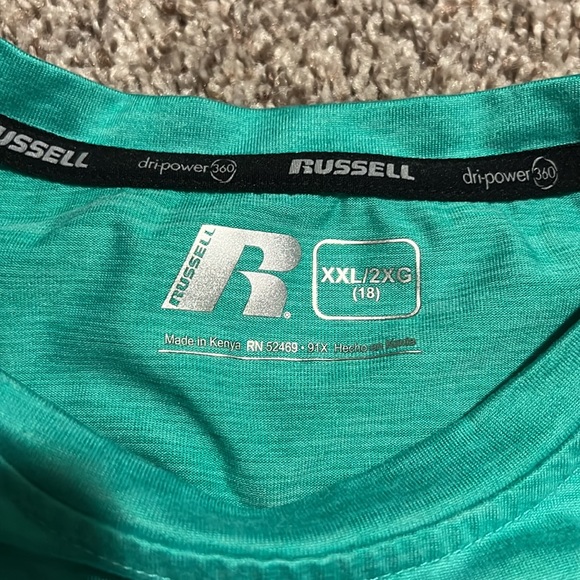 RUSSELL dri·power 360 RUSSELL dri·power 360
RUSSELL R®
XXL/2XG
(18)
Made in Kenya RN 52469 • 91X Hecho en